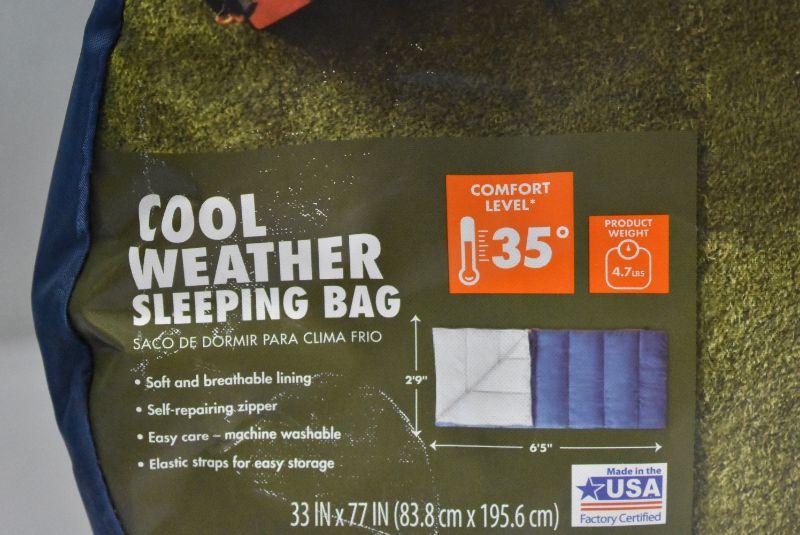 COOL
WEATHER
SLEEPING BAG
SACO DE DORMIR PARA CLIMA FRIO
• Soft and breathable lining
• Self-repairing zipper
• Easy care – machine washable
• Elastic straps for easy storage
COMFORT
LEVEL*
35°
PRODUCT
WEIGHT
4.7 LBS
2'9"
6'5"
33 IN x 77 IN (83.8 cm x 195.6 cm)
Made in the
USA
Factory Certified